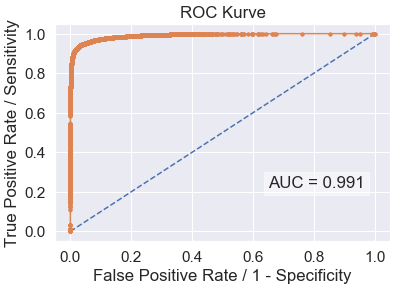 ROC Kurve
True Positive Rate / Sensitivity
1.0
0.8
0.6
0.4
0.2
0.0
AUC = 0.991
0.0 0.2 0.4 0.6 0.8 1.0
False Positive Rate / 1 - Specificity